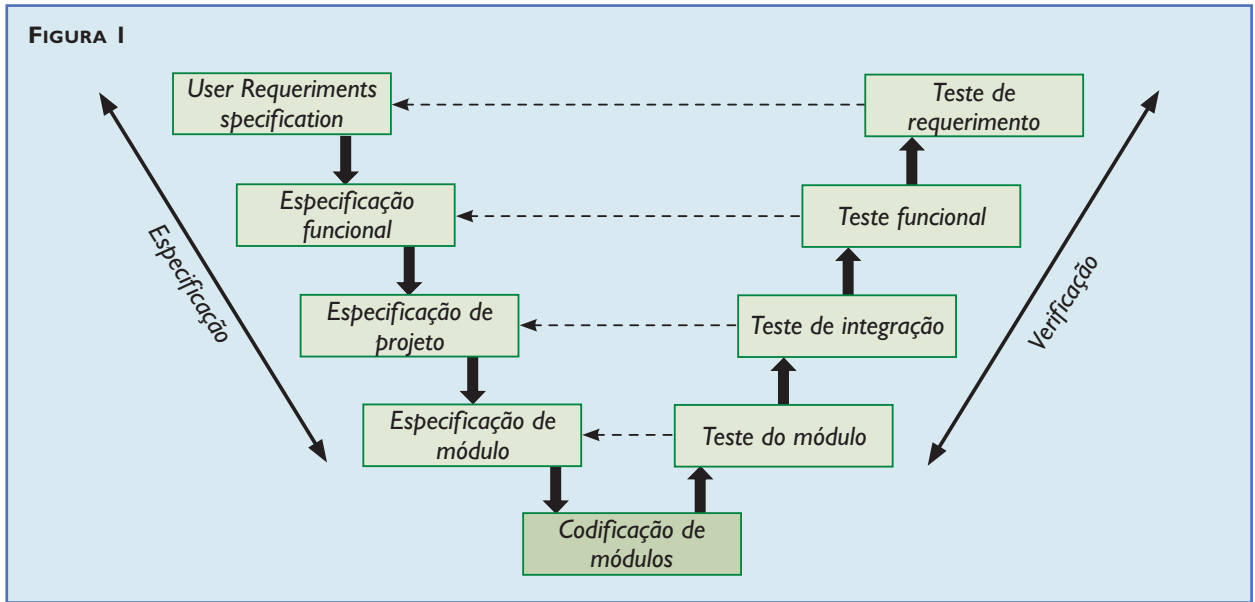 FIGURA 1
User Requeriments
specification
Teste de
requerimento
Especificação
funcional
Teste funcional
Especificação
Verificação
Especificação de
projeto
Teste de integração
Especificação de
módulo
Teste do módulo
Codificação de
módulos